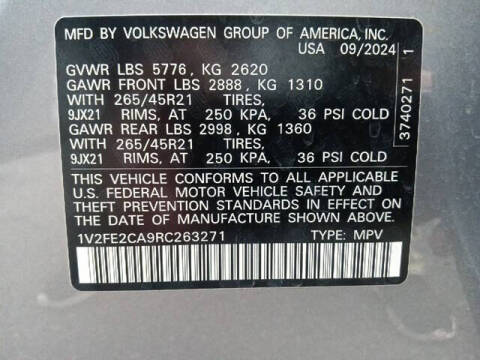 MFD BY VOLKSWAGEN GROUP OF AMERICA, INC.
USA 09/2024
GVWR LBS 5776, KG 2620
GAWR FRONT LBS 2888, KG 1310
WITH 265/45R21 TIRES,
9JX21 RIMS, AT 250 KPA, 36 PSI COLD
GAWR REAR LBS 2998, KG 1360
WITH 265/45R21 TIRES,
9JX21 RIMS, AT 250 KPA, 36 PSI COLD
THIS VEHICLE CONFORMS TO ALL APPLICABLE
U.S. FEDERAL MOTOR VEHICLE SAFETY AND
THEFT PREVENTION STANDARDS IN EFFECT ON
THE DATE OF MANUFACTURE SHOWN ABOVE.
1V2FE2CA9RC263271 TYPE: MPV
3740271 1